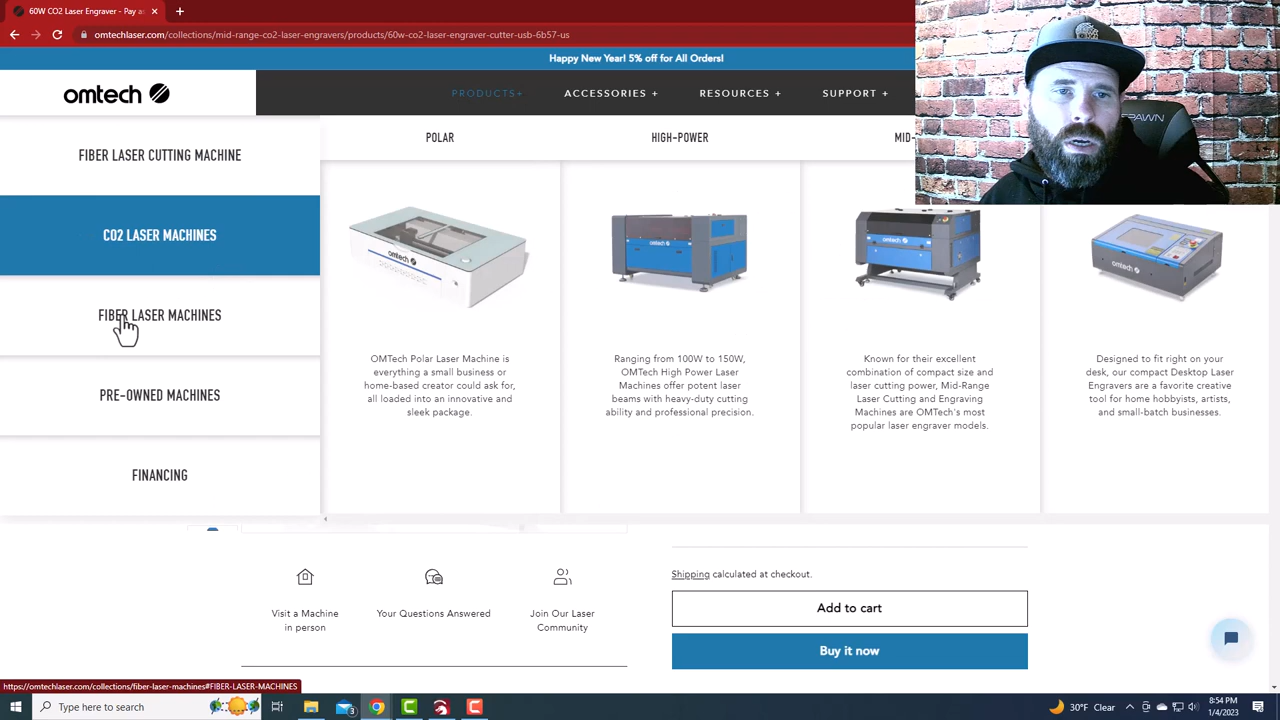 60W CO2 Laser Engraver - Pay a
omtechlaser.com/collections/mid-range-co2-laser-engravers/products/60w-co2-laser-engraver-cutter-usb-6b57-us
Happy New Year! 5% off for All Orders!
omtech
PRODUCTS+
ACCESSORIES +
RESOURCES +
SUPPORT +
FIBER LASER CUTTING MACHINE
CO2 LASER MACHINES
FIBER LASER MACHINES
PRE-OWNED MACHINES
FINANCING
POLAR
HIGH-POWER
MID-
omtech
omtech
omtech
omtech
SPAWN
OMTech Polar Laser Machine is
everything a small business or
home-based creator could ask for,
all loaded into an innovative and
sleek package.
Ranging from 100W to 150W,
OMTech High Power Laser
Machines offer potent laser
beams with heavy-duty cutting
ability and professional precision.
Known for their excellent
combination of compact size and
laser cutting power, Mid-Range
Laser Cutting and Engraving
Machines are OMTech's most
popular laser engraver models.
Designed to fit right on your
desk, our compact Desktop Laser
Engravers are a favorite creative
tool for home hobbyists, artists,
and small-batch businesses.
Visit a Machine
in person
Your Questions Answered
Join Our Laser
Community
Shipping calculated at checkout.
Add to cart
Buy it now
https://omtechlaser.com/collections/fiber-laser-machines#FIBER-LASER-MACHINES
Type here to search
3
30°F Clear
8:54 PM
1/4/2023